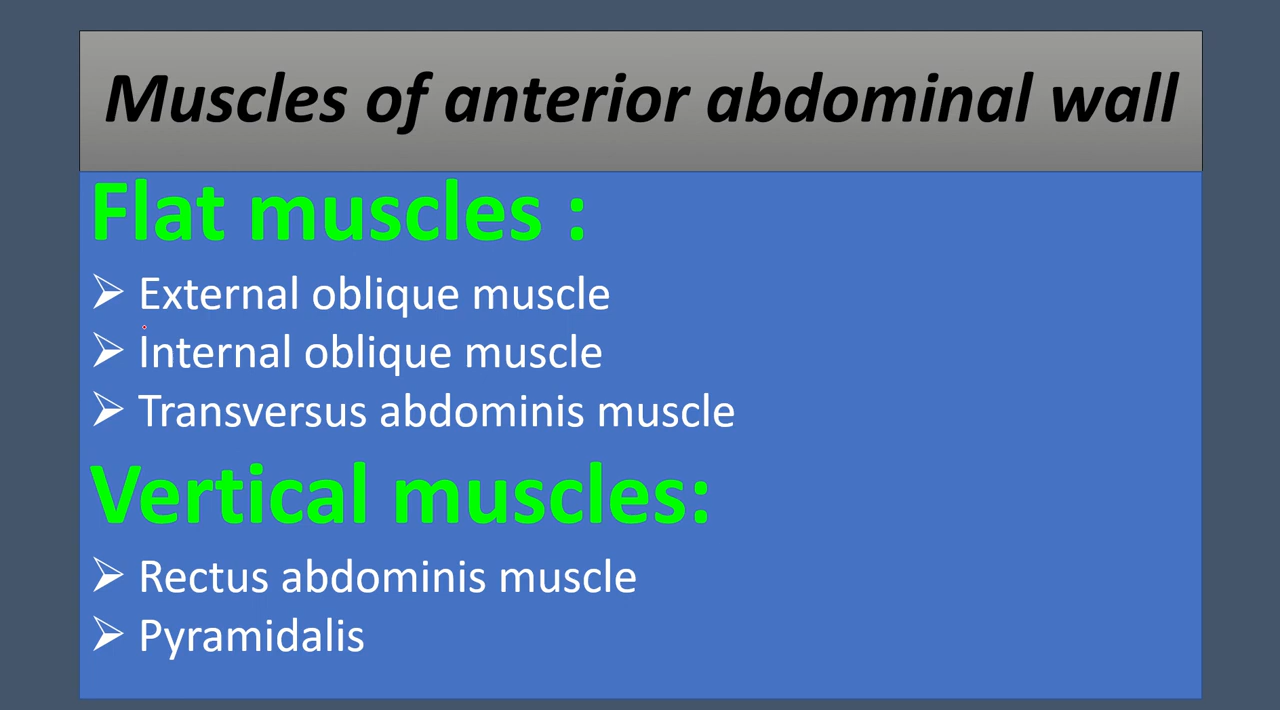 Muscles of anterior abdominal wall
Flat muscles :
➢ External oblique muscle
➢ Internal oblique muscle
➢ Transversus abdominis muscle
Vertical muscles:
➢ Rectus abdominis muscle
➢ Pyramidalis